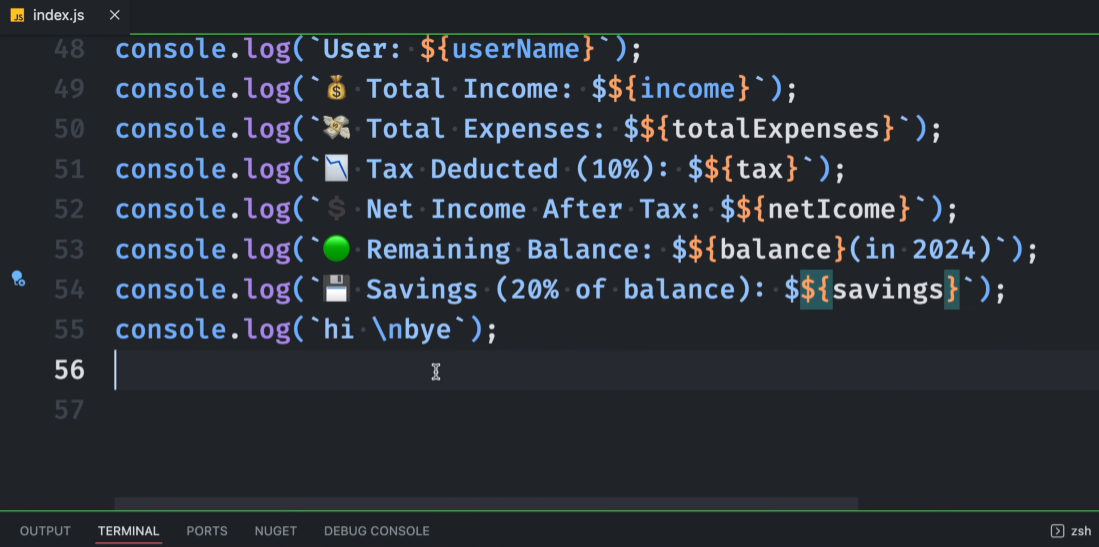 JS index.js ×
48 console.log(`User: ${userName}`);
49 console.log(`💰 Total Income: $${income}`);
50 console.log(`💸 Total Expenses: $${totalExpenses}`);
51 console.log(`📉 Tax Deducted (10%): $${tax}`);
52 console.log(`💲 Net Income After Tax: $${netIcome}`);
53 console.log(`🟢 Remaining Balance: $${balance}(in 2024)`);
54 console.log(`💾 Savings (20% of balance): $${savings}`);
55 console.log(`hi \nbye`);
56
57
OUTPUT TERMINAL PORTS NUGET DEBUG CONSOLE zsh